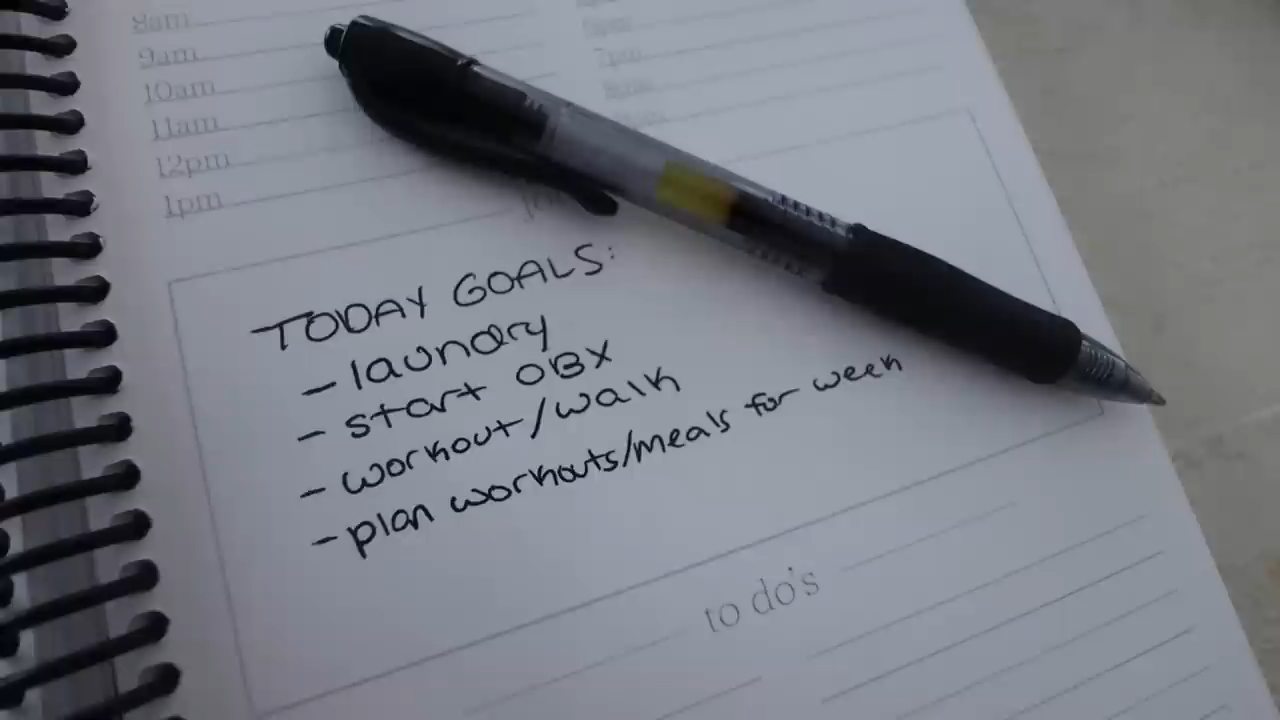 8am
9am
10am
11am
12pm
1pm
7pm
TODAY GOALS:
- laundry
- start OBX
- workout/walk
- plan workouts/meals for week
to do's